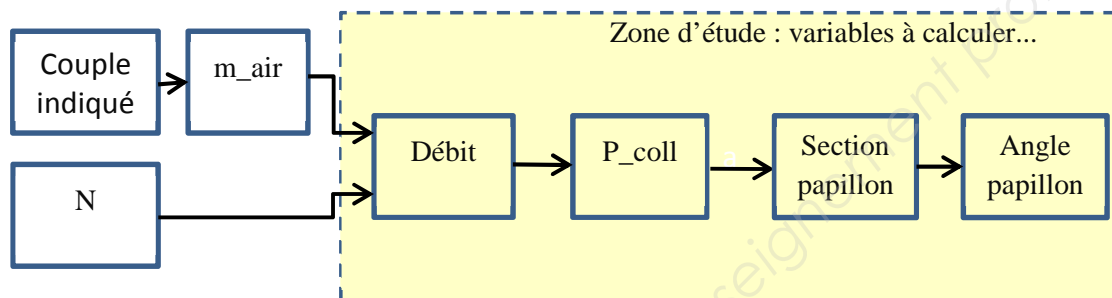 Zone d'étude : variables à calculer...
Couple
indiqué
m_air
N
Débit
P_coll
Section
papillon
Angle
papillon